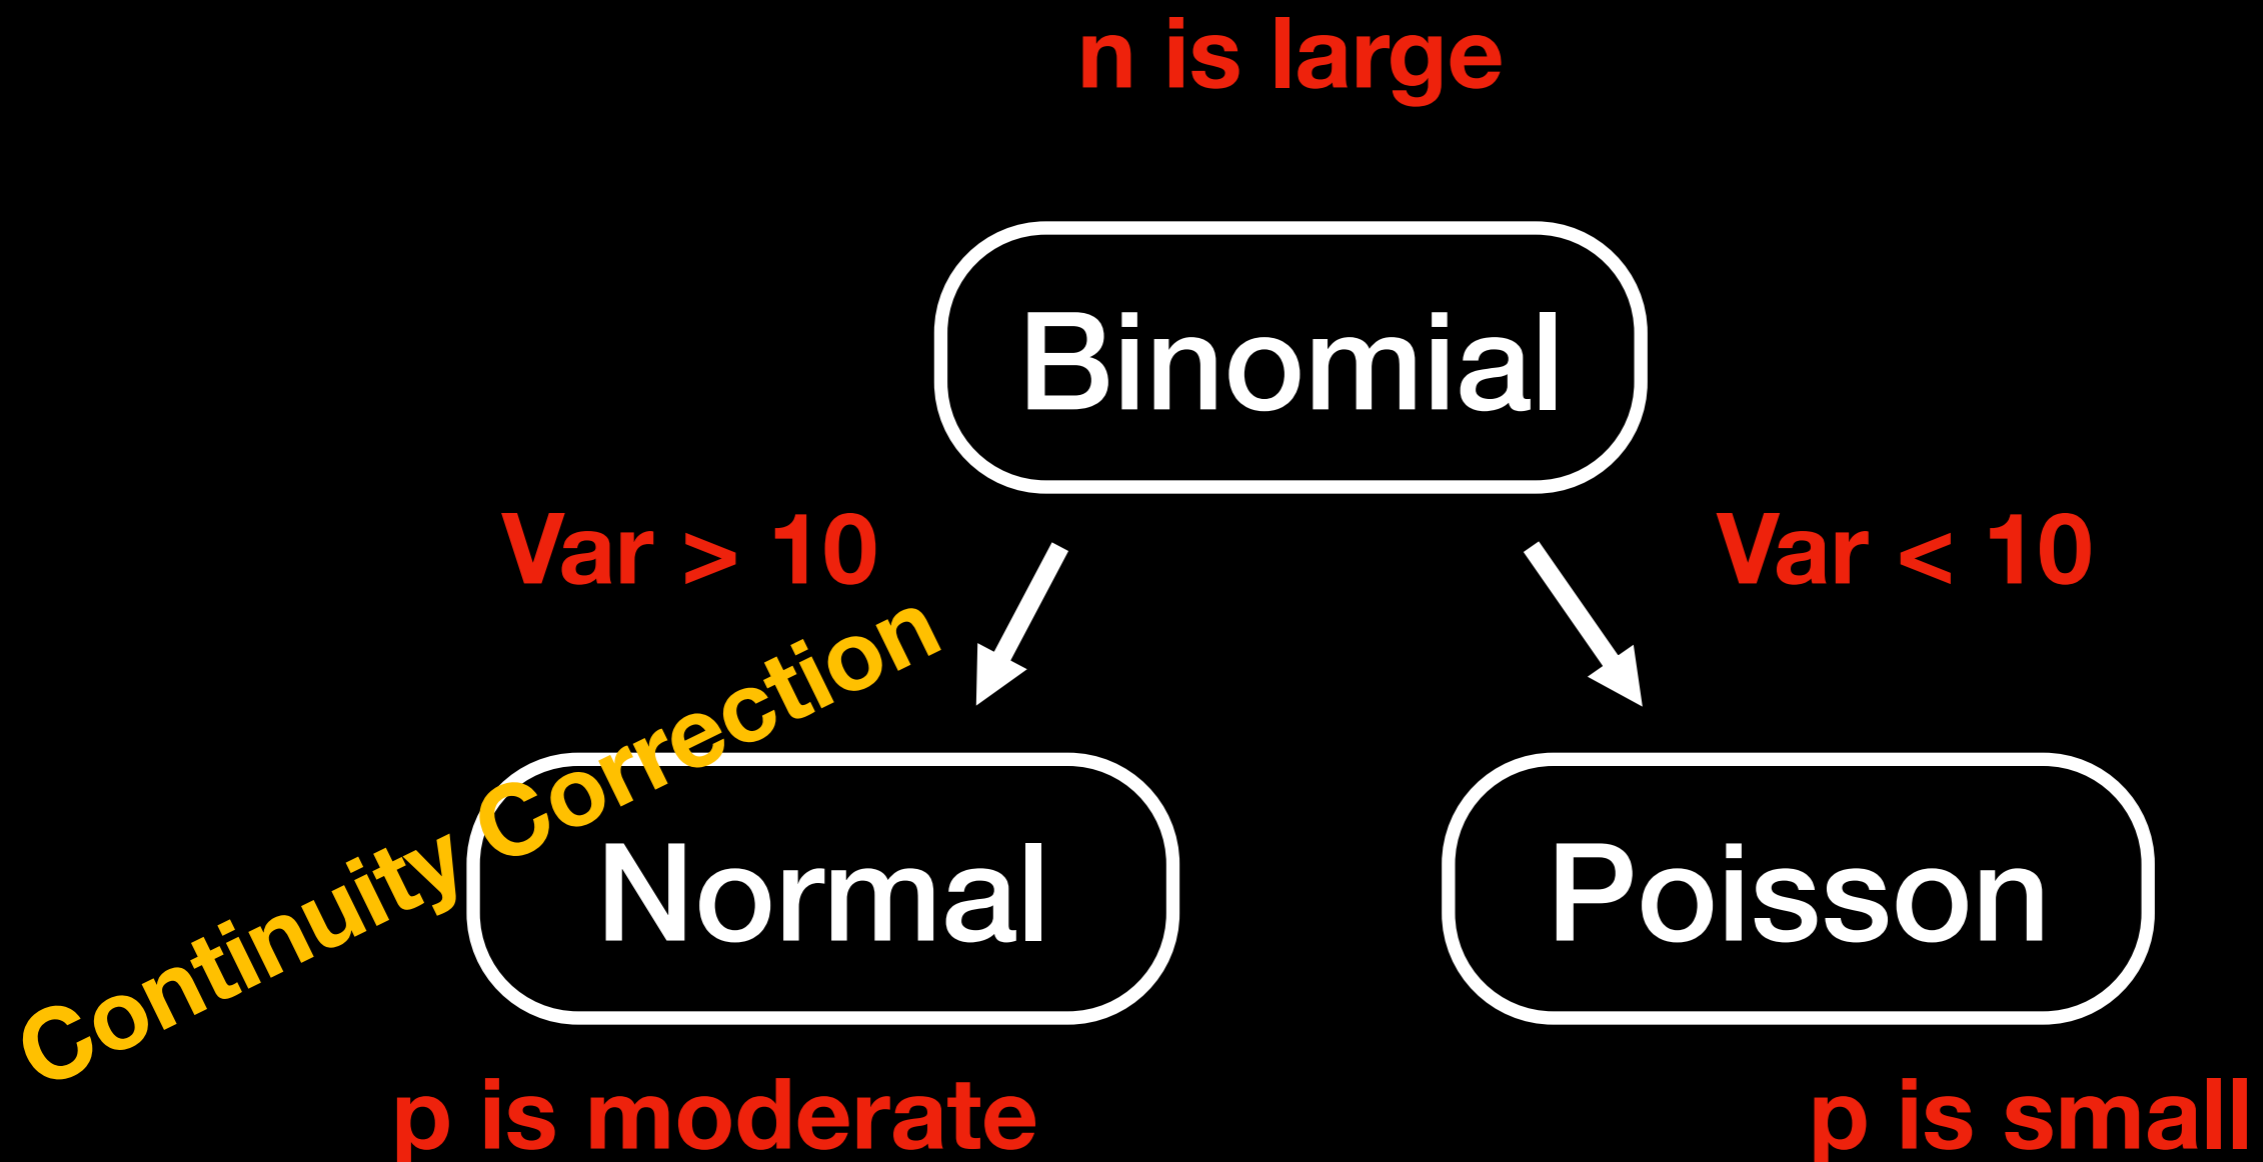 n is large
Binomial
Var > 10
Var < 10
Continuity Correction
Normal
Poisson
p is moderate
p is small